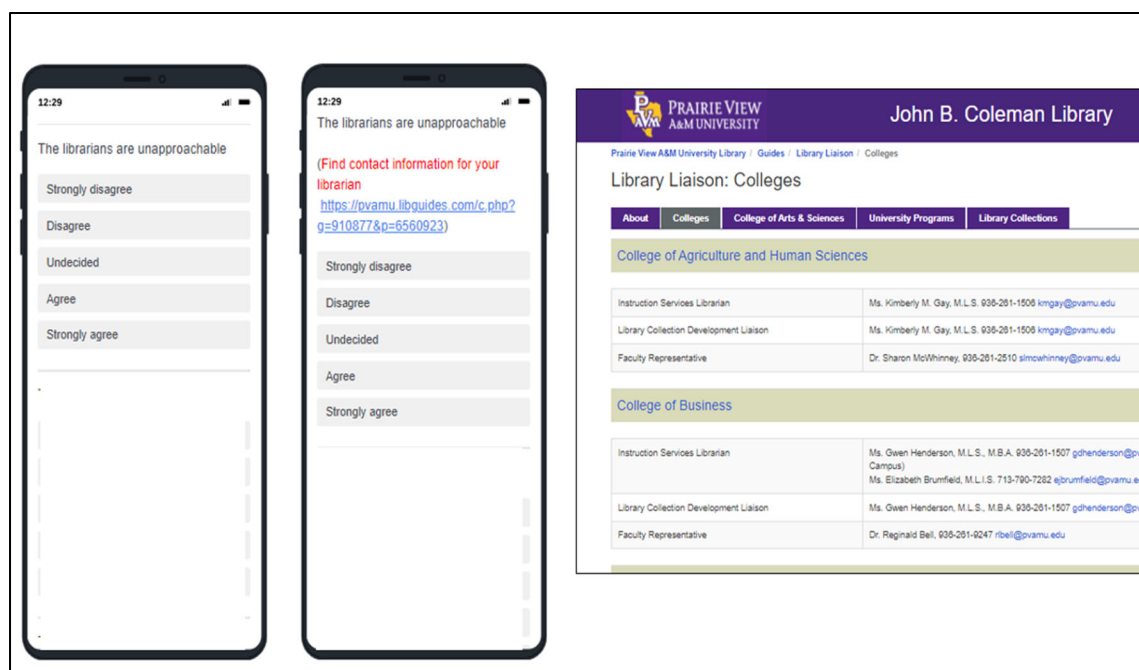 12:29
The librarians are unapproachable
Strongly disagree
Disagree
Undecided
Agree
Strongly agree
12:29
The librarians are unapproachable
(Find contact information for your
librarian
https://pvamu.libguides.com/c.php?
g=910877&p=6560923)
Strongly disagree
Disagree
Undecided
Agree
Strongly agree
PV
AMU
PRAIRIE VIEW
A&M UNIVERSITY
John B. Coleman Library
Prairie View A&M University Library / Guides / Library Liaison / Colleges
Library Liaison: Colleges
About Colleges College of Arts & Sciences University Programs Library Collections
College of Agriculture and Human Sciences
Instruction Services Librarian Ms. Kimberly M. Gay, M.L.S. 936-261-1506 kmgay@pvamu.edu
Library Collection Development Liaison Ms. Kimberly M. Gay, M.L.S. 936-261-1506 kmgay@pvamu.edu
Faculty Representative Dr. Sharon McWhinney, 936-261-2510 slmcwhinney@pvamu.edu
College of Business
Instruction Services Librarian Ms. Gwen Henderson, M.L.S., M.B.A. 936-261-1507 gdhenderson@pv
Campus)
Ms. Elizabeth Brumfield, M.L.I.S. 713-790-7282 ejbrumfield@pvamu.e
Library Collection Development Liaison Ms. Gwen Henderson, M.L.S., M.B.A. 936-261-1507 gdhenderson@pv
Faculty Representative Dr. Reginald Bell, 936-261-9247 rlbell@pvamu.edu